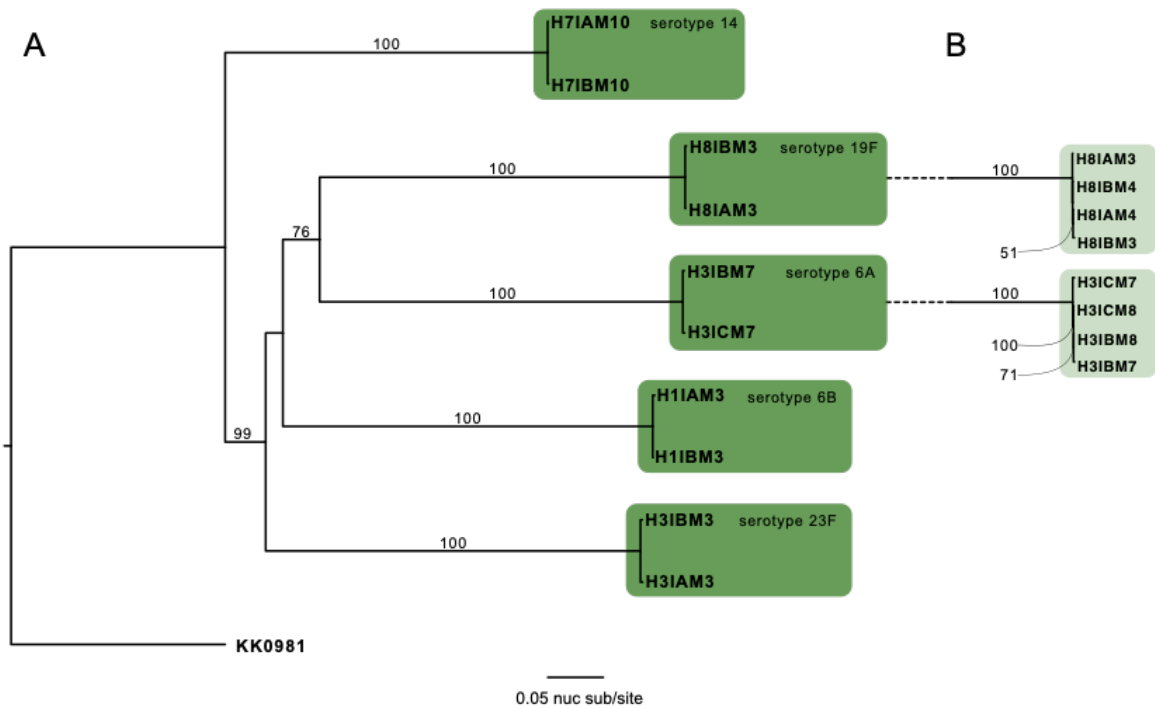 A
B
100
H7IAM10 serotype 14
H7IBM10
100
H8IBM3 serotype 19F
H8IAM3
100
H8IAM3
H8IBM4
H8IAM4
H8IBM3
51
76
100
H3IBM7 serotype 6A
H3ICM7
100
H3ICM7
H3ICM8
H3IBM8
H3IBM7
100
71
100
H1IAM3 serotype 6B
H1IBM3
99
100
H3IBM3 serotype 23F
H3IAM3
KK0981
0.05 nuc sub/site